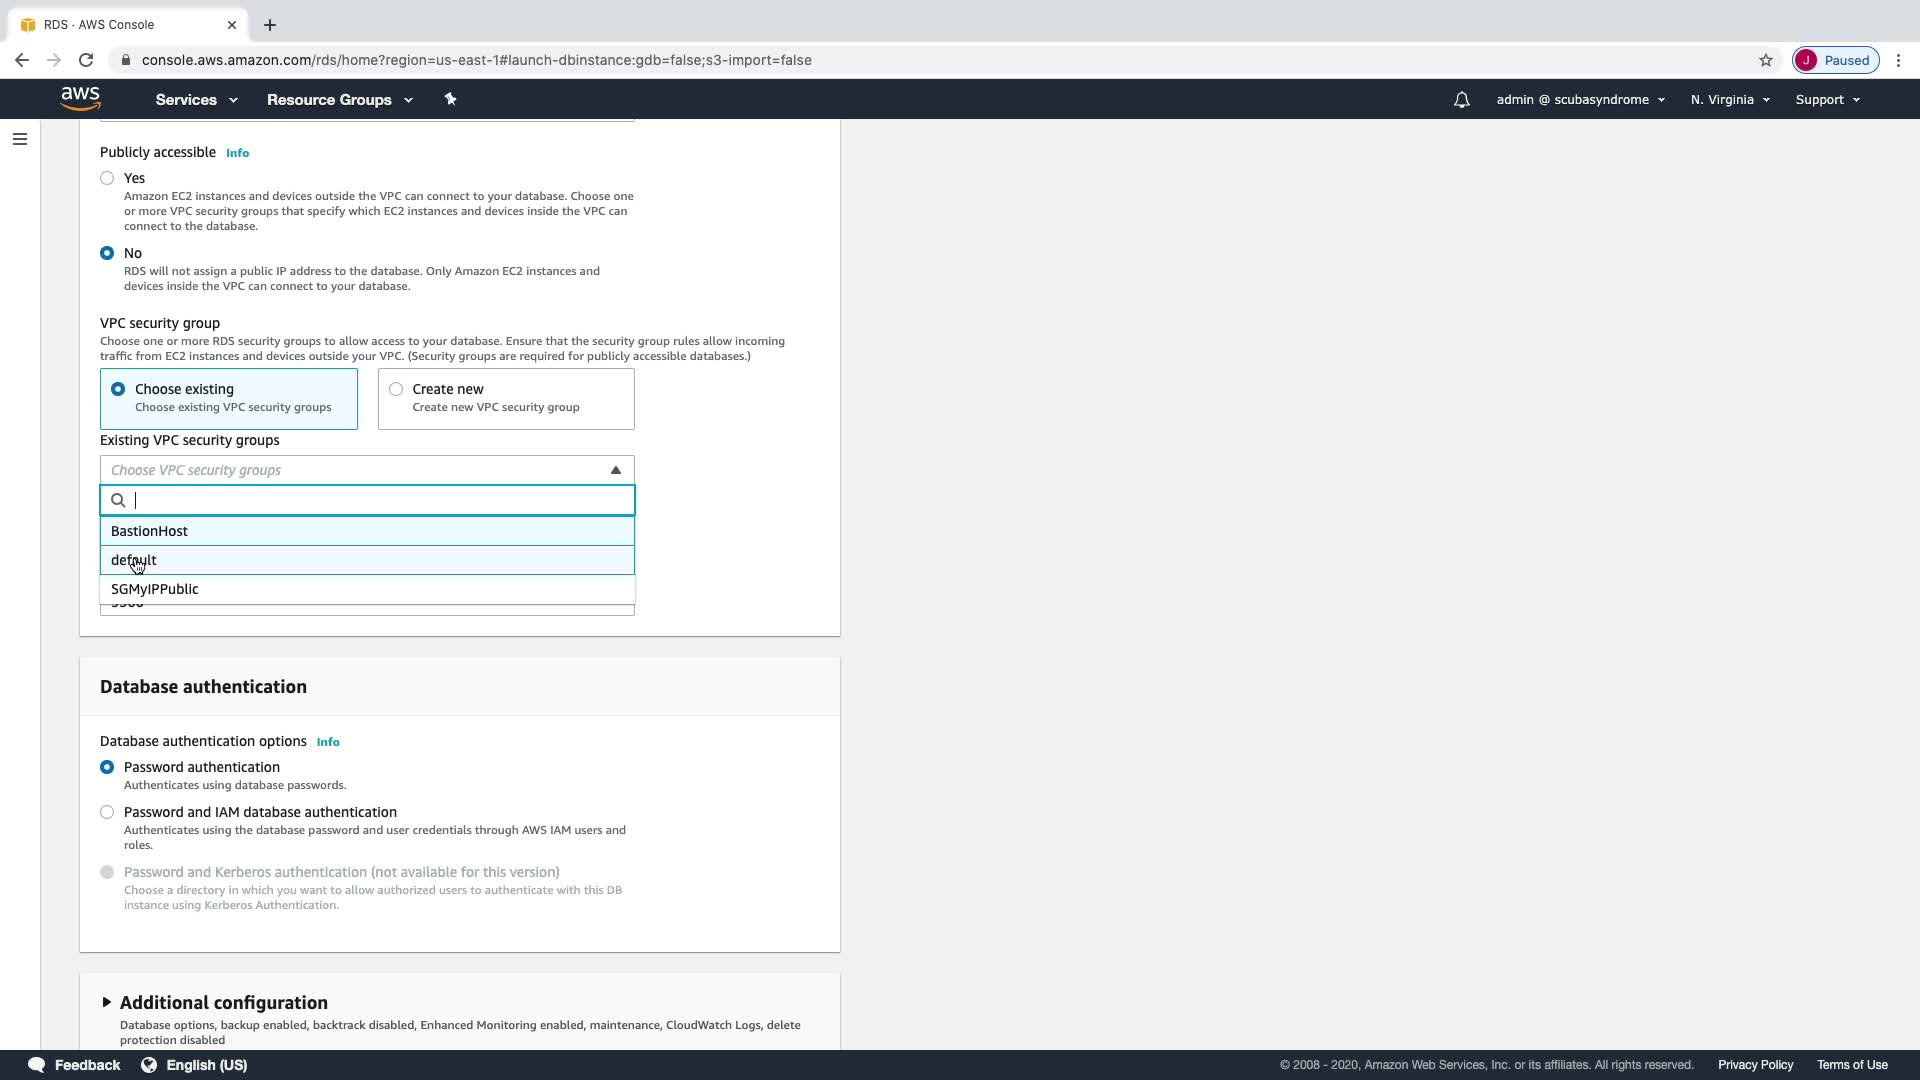 RDS · AWS Console
console.aws.amazon.com/rds/home?region=us-east-1#launch-dbinstance:gdb=false;s3-import=false
J Paused
aws
Services
Resource Groups
admin @ scubasyndrome
N. Virginia
Support
Publicly accessible Info
Yes
Amazon EC2 instances and devices outside the VPC can connect to your database. Choose one
or more VPC security groups that specify which EC2 instances and devices inside the VPC can
connect to the database.
No
RDS will not assign a public IP address to the database. Only Amazon EC2 instances and
devices inside the VPC can connect to your database.
VPC security group
Choose one or more RDS security groups to allow access to your database. Ensure that the security group rules allow incoming
traffic from EC2 instances and devices outside your VPC. (Security groups are required for publicly accessible databases.)
Choose existing
Choose existing VPC security groups
Create new
Create new VPC security group
Existing VPC security groups
Choose VPC security groups
BastionHost
default
SGMyIPPublic
Database authentication
Database authentication options Info
Password authentication
Authenticates using database passwords.
Password and IAM database authentication
Authenticates using the database password and user credentials through AWS IAM users and
roles.
Password and Kerberos authentication (not available for this version)
Choose a directory in which you want to allow authorized users to authenticate with this DB
instance using Kerberos Authentication.
Additional configuration
Database options, backup enabled, backtrack disabled, Enhanced Monitoring enabled, maintenance, CloudWatch Logs, delete
protection disabled
Feedback
English (US)
© 2008 - 2020, Amazon Web Services, Inc. or its affiliates. All rights reserved.
Privacy Policy
Terms of Use